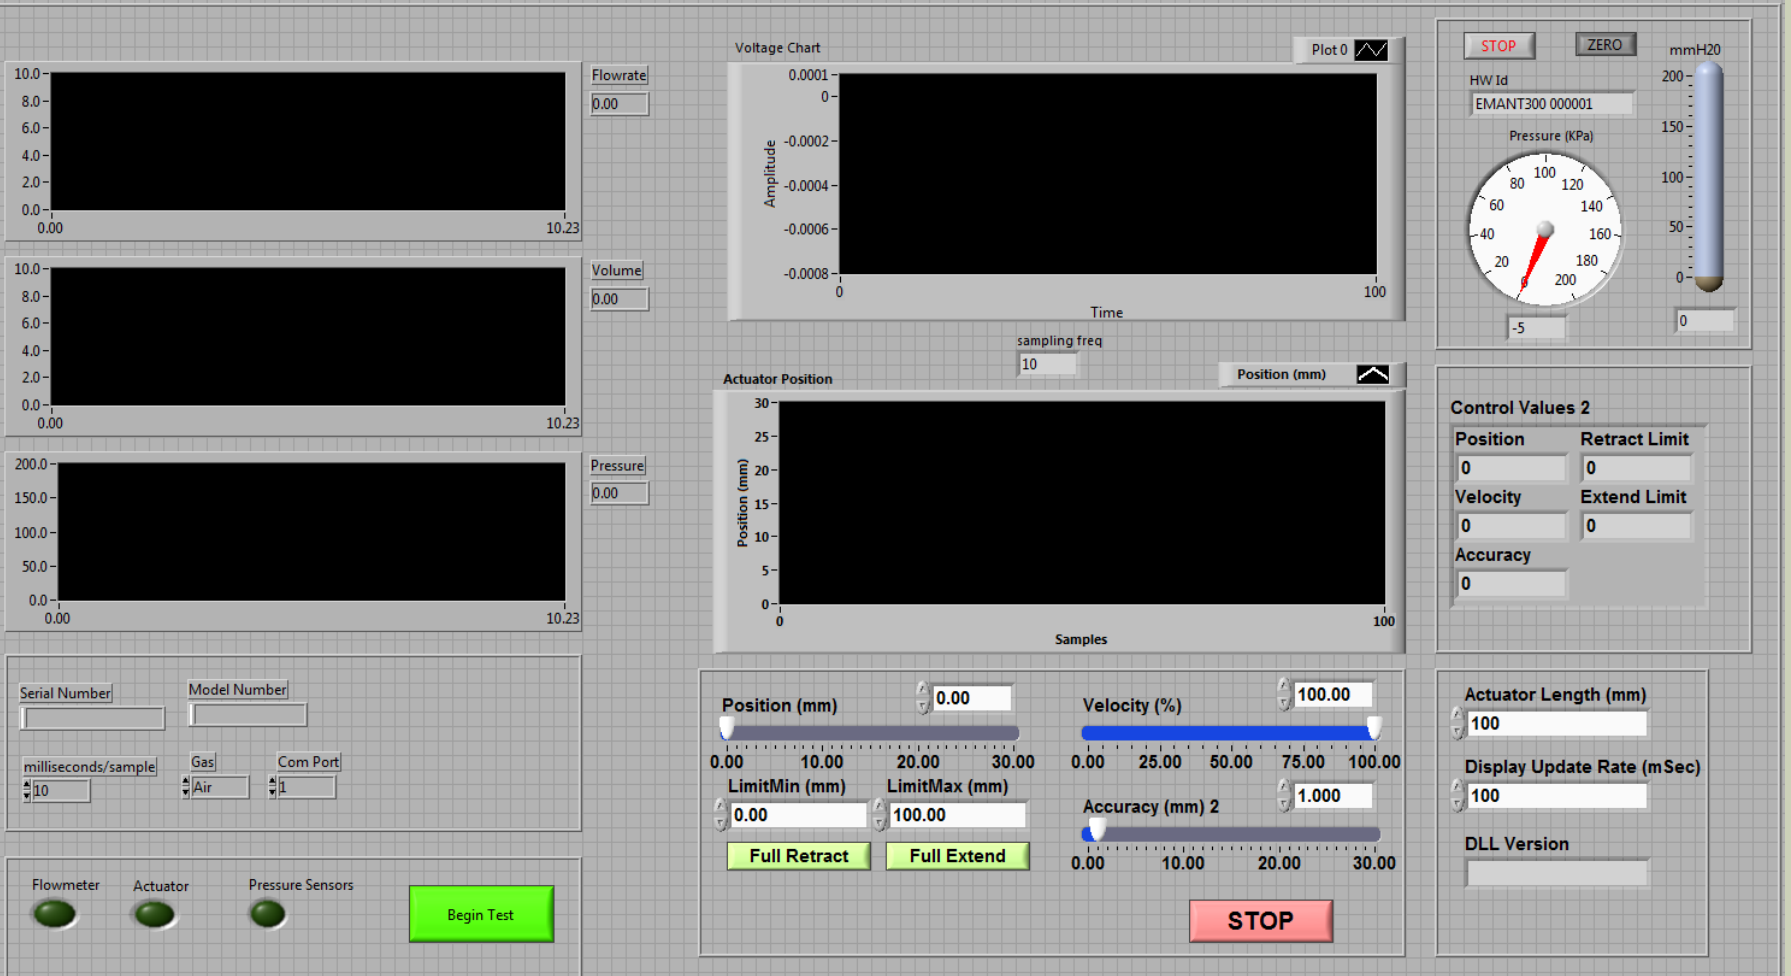 10.0
8.0
6.0
4.0
2.0
0.0
0.00 10.23
Flowrate
0.00
10.0
8.0
6.0
4.0
2.0
0.0
0.00 10.23
Volume
0.00
200.0
150.0
100.0
50.0
0.0
0.00 10.23
Pressure
0.00
Serial Number
Model Number
milliseconds/sample
10
Gas
Air
Com Port
1
Flowmeter
Actuator
Pressure Sensors
Begin Test
Voltage Chart
Plot 0
0.0001
0
-0.0002
-0.0004
-0.0006
-0.0008
Amplitude
0 100
Time
sampling freq
10
Actuator Position
Position (mm)
30
25
20
15
10
5
0
Position (mm)
0 100
Samples
Position (mm)
0.00
0.00 10.00 20.00 30.00
LimitMin (mm)
0.00
LimitMax (mm)
100.00
Full Retract
Full Extend
Velocity (%)
100.00
0.00 25.00 50.00 75.00 100.00
Accuracy (mm) 2
1.000
0.00 10.00 20.00 30.00
STOP
STOP
ZERO
mmH20
HW Id
EMANT300 000001
Pressure (KPa)
0
20
40
60
80
100
120
140
160
180
200
-5
200
150
100
50
0
0
Control Values 2
Position
0
Retract Limit
0
Velocity
0
Extend Limit
0
Accuracy
0
Actuator Length (mm)
100
Display Update Rate (mSec)
100
DLL Version